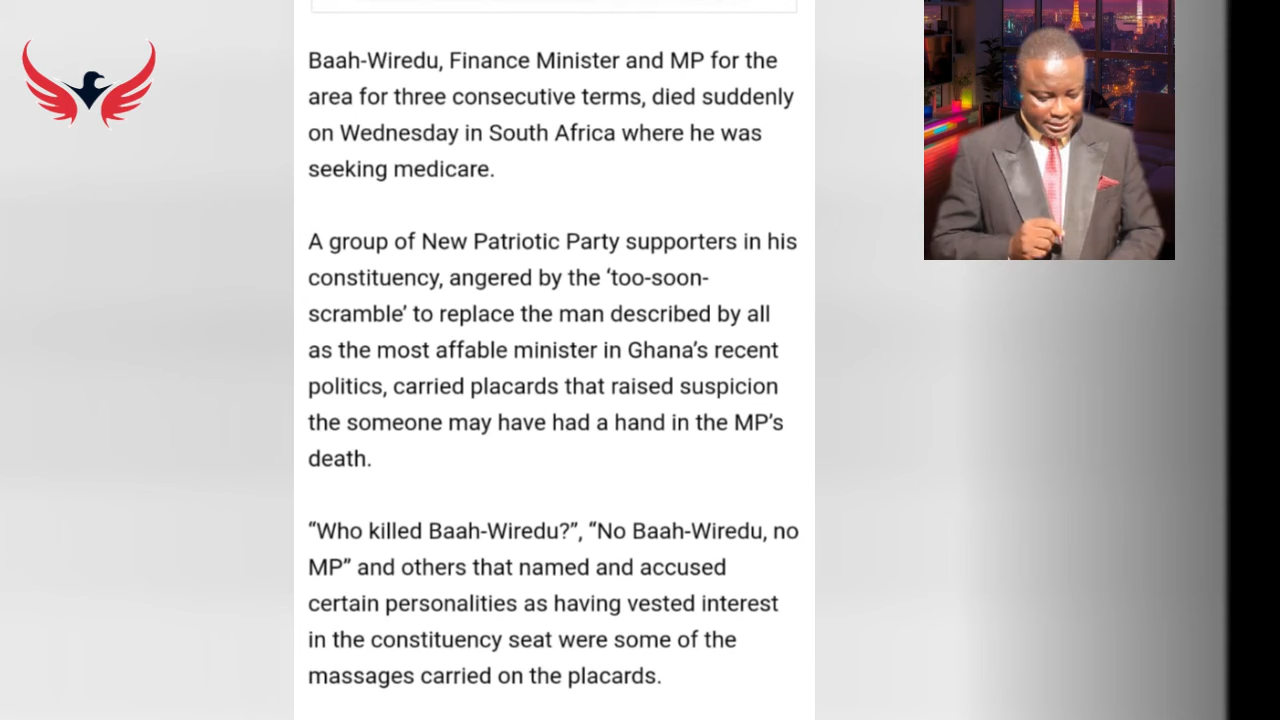 Baah-Wiredu, Finance Minister and MP for the
area for three consecutive terms, died suddenly
on Wednesday in South Africa where he was
seeking medicare.
A group of New Patriotic Party supporters in his
constituency, angered by the ‘too-soon-
scramble’ to replace the man described by all
as the most affable minister in Ghana’s recent
politics, carried placards that raised suspicion
the someone may have had a hand in the MP’s
death.
“Who killed Baah-Wiredu?”, “No Baah-Wiredu, no
MP” and others that named and accused
certain personalities as having vested interest
in the constituency seat were some of the
massages carried on the placards.